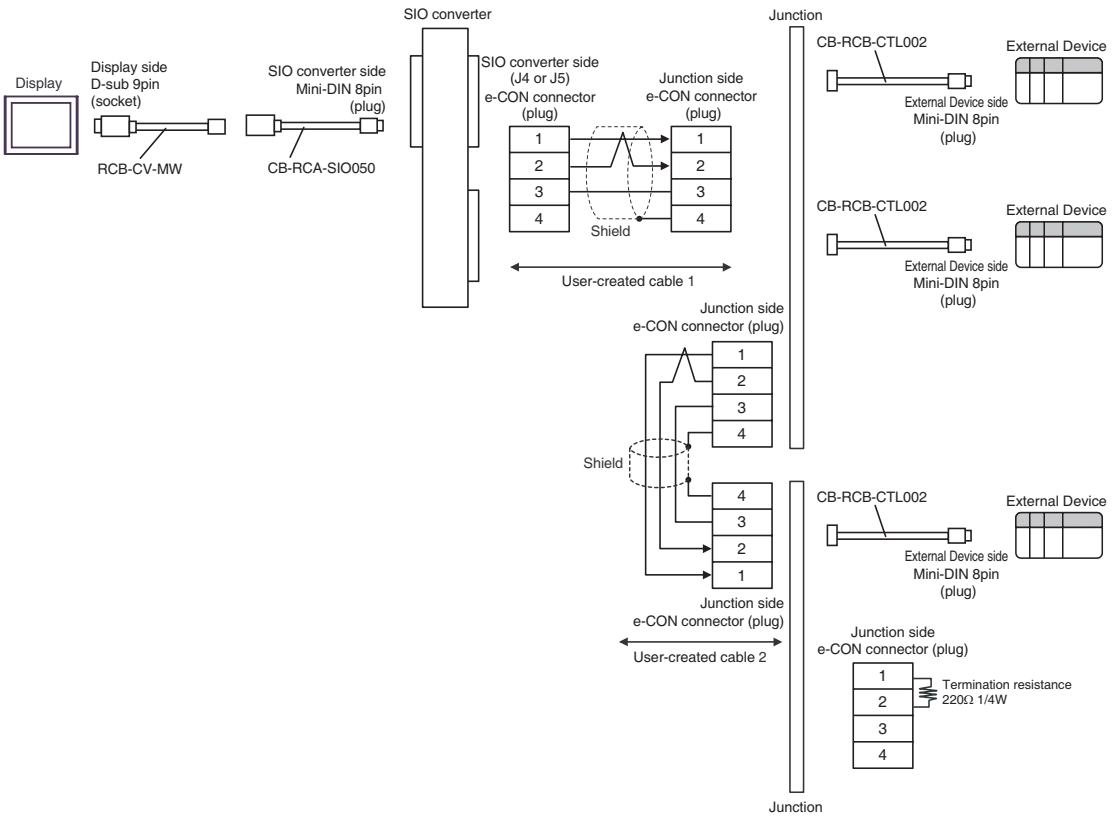 SIO converter
Junction
Display
Display side
D-sub 9pin
(socket)
RCB-CV-MW
SIO converter side
Mini-DIN 8pin
(plug)
CB-RCA-SIO050
SIO converter side
(J4 or J5)
e-CON connector
(plug)
1
2
3
4
Junction side
e-CON connector
(plug)
1
2
3
4
Shield
User-created cable 1
CB-RCB-CTL002
External Device side
Mini-DIN 8pin
(plug)
External Device
CB-RCB-CTL002
External Device side
Mini-DIN 8pin
(plug)
External Device
Junction side
e-CON connector (plug)
1
2
3
4
Shield
4
3
2
1
Junction side
e-CON connector (plug)
User-created cable 2
CB-RCB-CTL002
External Device side
Mini-DIN 8pin
(plug)
External Device
Junction side
e-CON connector (plug)
1
2
3
4
Termination resistance
220Ω 1/4W
Junction